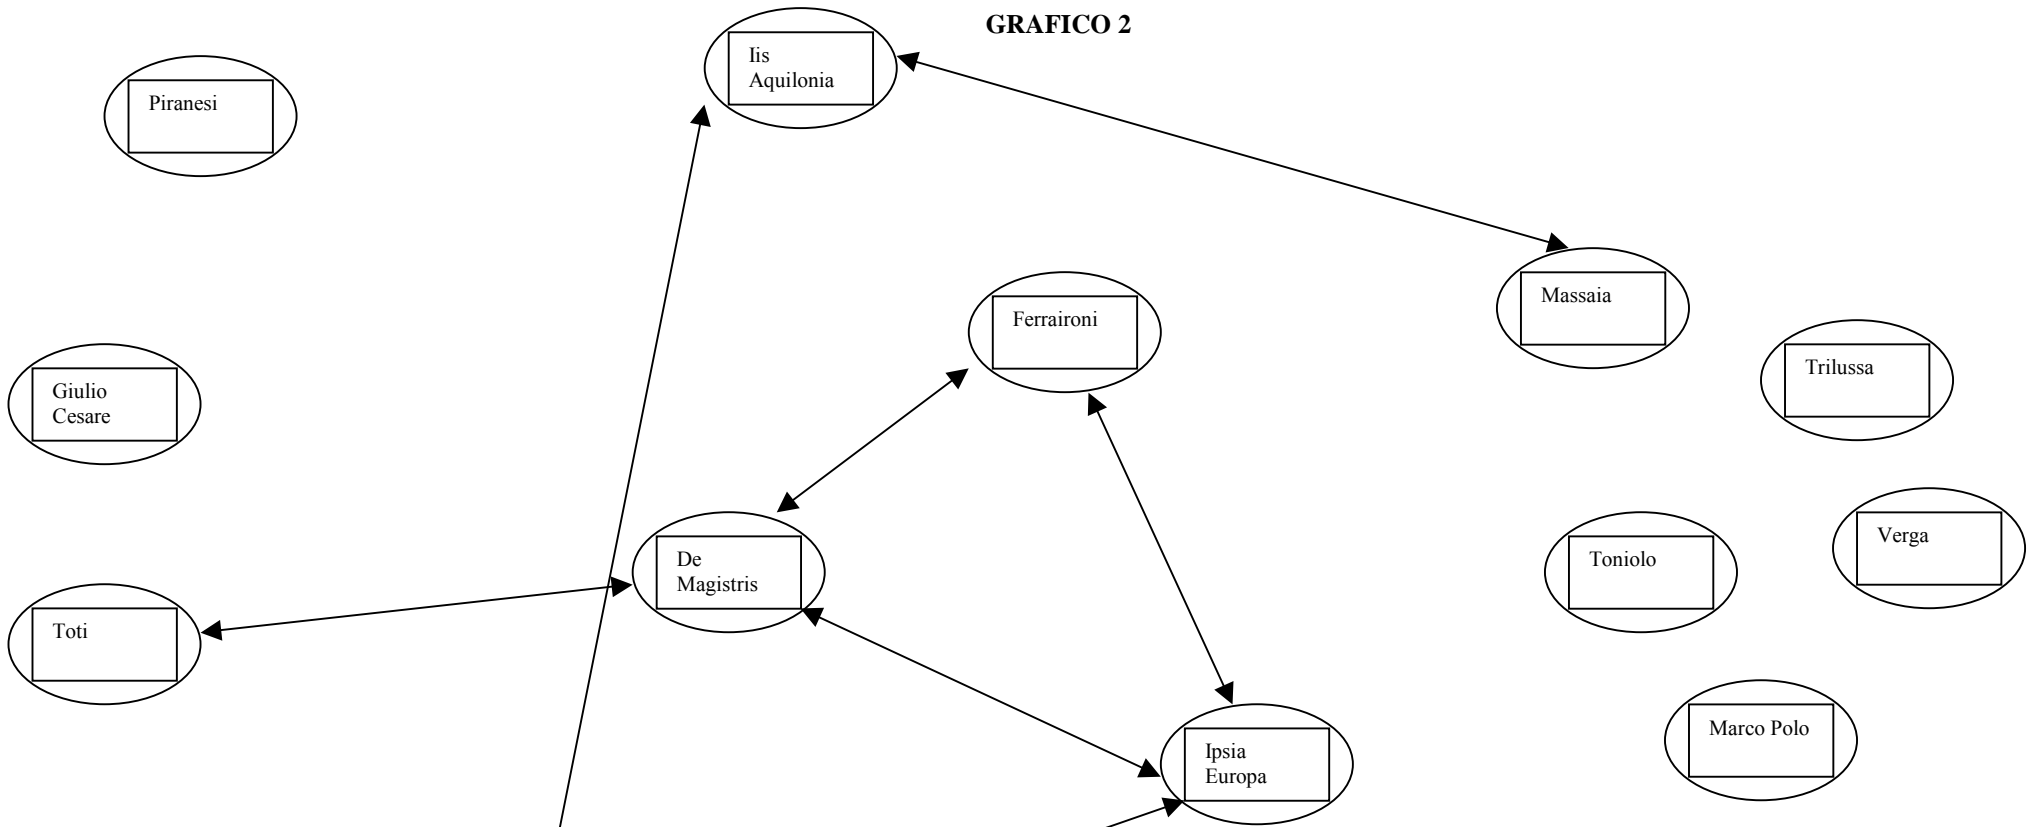 GRAFICO 2
Iis
Aquilonia
Piranesi
Massaia
Ferraironi
Trilussa
Giulio
Cesare
Verga
De
Magistris
Toniolo
Toti
Marco Polo
Ipsia
Europa